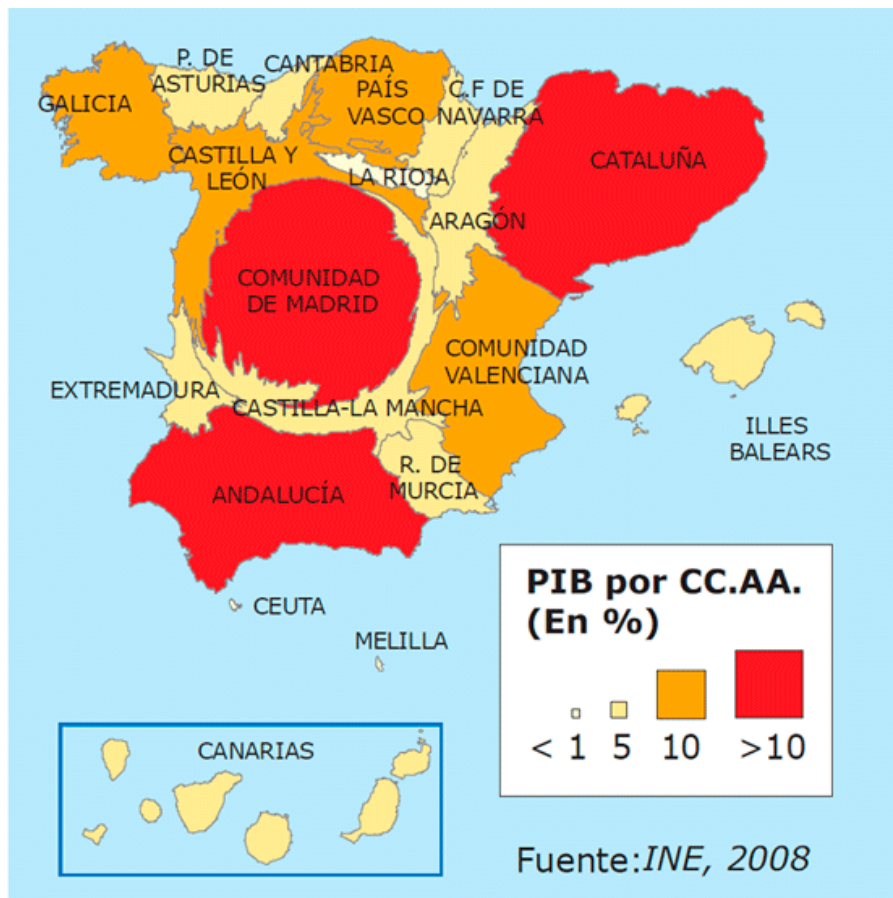 P. DE
ASTURIAS
CANTABRIA
GALICIA
PAÍS
VASCO
C.F DE
NAVARRA
CASTILLA Y
LEÓN
LA RIOJA
CATALUÑA
ARAGÓN
COMUNIDAD
DE MADRID
COMUNIDAD
VALENCIANA
EXTREMADURA
CASTILLA-LA MANCHA
ILLES
BALEARS
R. DE
MURCIA
ANDALUCÍA
CEUTA
MELILLA
CANARIAS
PIB por CC.AA.
(En %)
< 1 5 10 >10
Fuente:INE, 2008